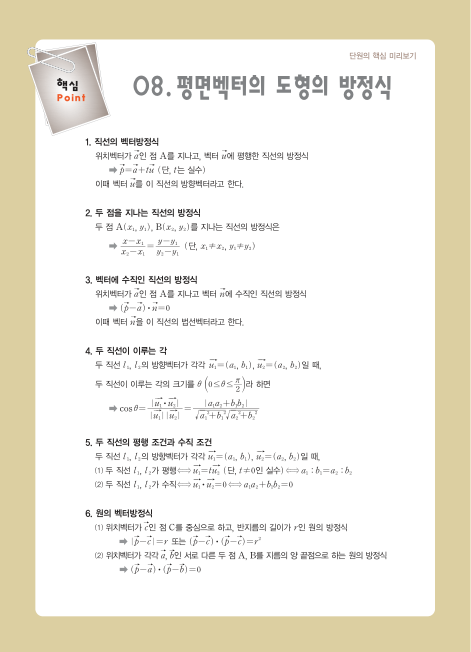 단원의 핵심 미리보기
핵심
Point
08. 평면벡터의 도형의 방정식
1. 직선의 벡터방정식
위치벡터가 $\vec{a}$인 점 A를 지나고, 벡터 $\vec{u}$에 평행한 직선의 방정식
➡ $\vec{p}=\vec{a}+t\vec{u}$ (단, $t$는 실수)
이때 벡터 $\vec{u}$를 이 직선의 방향벡터라고 한다.
2. 두 점을 지나는 직선의 방정식
두 점 A$(x_1, y_1)$, B$(x_2, y_2)$를 지나는 직선의 방정식은
➡ $\frac{x-x_1}{x_2-x_1}=\frac{y-y_1}{y_2-y_1}$ (단, $x_1≠x_2, y_1≠y_2$)
3. 벡터에 수직인 직선의 방정식
위치벡터가 $\vec{a}$인 점 A를 지나고 벡터 $\vec{n}$에 수직인 직선의 방정식
➡ $(\vec{p}-\vec{a})•\vec{n}=0$
이때 벡터 $\vec{n}$을 이 직선의 법선벡터라고 한다.
4. 두 직선이 이루는 각
두 직선 $l_1, l_2$의 방향벡터가 각각 $\vec{u_1}=(a_1, b_1), \vec{u_2}=(a_2, b_2)$일 때,
두 직선이 이루는 각의 크기를 $θ\left(0≤θ≤\frac{π}{2}\right)$라 하면
➡ $\cosθ=\frac{|\vec{u_1}•\vec{u_2}|}{|\vec{u_1}||\vec{u_2}|}=\frac{|a_1a_2+b_1b_2|}{\sqrt{a_1^2+b_1^2}\sqrt{a_2^2+b_2^2}}$
5. 두 직선의 평행 조건과 수직 조건
두 직선 $l_1, l_2$의 방향벡터가 각각 $\vec{u_1}=(a_1, b_1), \vec{u_2}=(a_2, b_2)$일 때,
(1) 두 직선 $l_1, l_2$가 평행⟺$\vec{u_1}=t\vec{u_2}$ (단, $t≠0$인 실수)⟺$a_1 : b_1=a_2 : b_2$
(2) 두 직선 $l_1, l_2$가 수직⟺$\vec{u_1}•\vec{u_2}=0$⟺$a_1a_2+b_1b_2=0$
6. 원의 벡터방정식
(1) 위치벡터가 $\vec{c}$인 점 C를 중심으로 하고, 반지름의 길이가 $r$인 원의 방정식
➡ $|\vec{p}-\vec{c}|=r$ 또는 $(\vec{p}-\vec{c})•(\vec{p}-\vec{c})=r^2$
(2) 위치벡터가 각각 $\vec{a}, \vec{b}$인 서로 다른 두 점 A, B를 지름의 양 끝점으로 하는 원의 방정식
➡ $(\vec{p}-\vec{a})•(\vec{p}-\vec{b})=0$